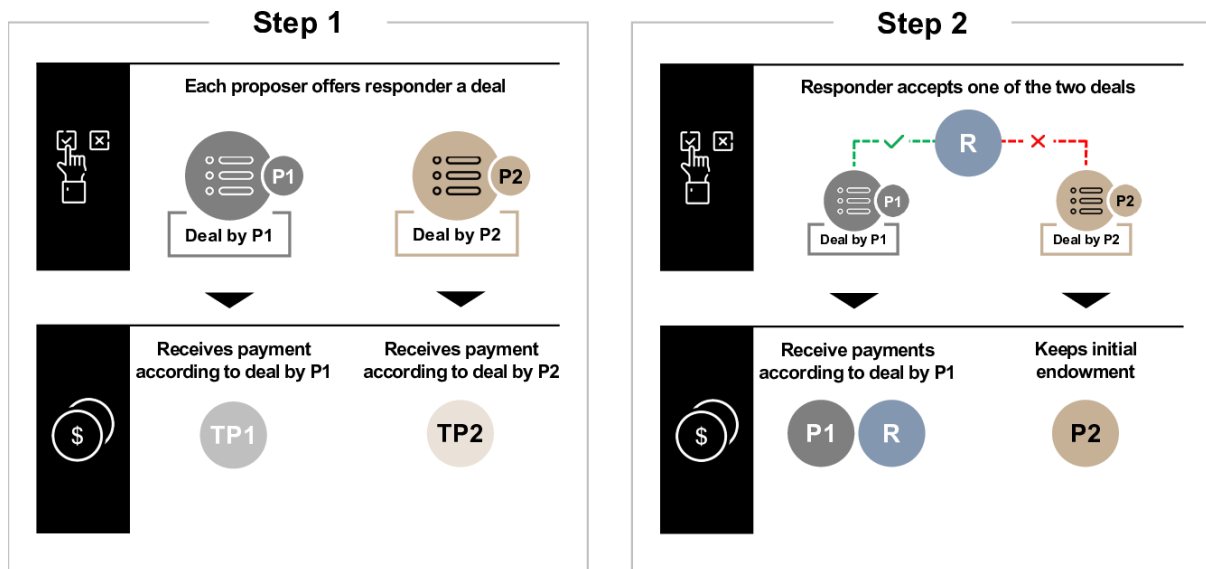 Step 1
Each proposer offers responder a deal
P1
P2
Deal by P1
Deal by P2
Receives payment
according to deal by P1
Receives payment
according to deal by P2
$
TP1
TP2
Step 2
Responder accepts one of the two deals
R
P1
P2
Deal by P1
Deal by P2
Receive payments
according to deal by P1
Keeps initial
endowment
$
P1
R
P2